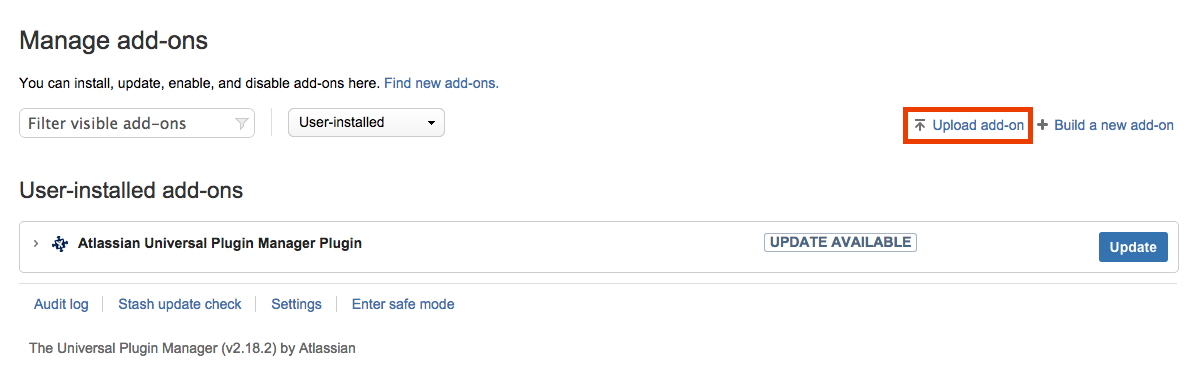 Manage add-ons
You can install, update, enable, and disable add-ons here. Find new add-ons.
Filter visible add-ons User-installed Upload add-on Build a new add-on
User-installed add-ons
Atlassian Universal Plugin Manager Plugin UPDATE AVAILABLE Update
Audit log Stash update check Settings Enter safe mode
The Universal Plugin Manager (v2.18.2) by Atlassian